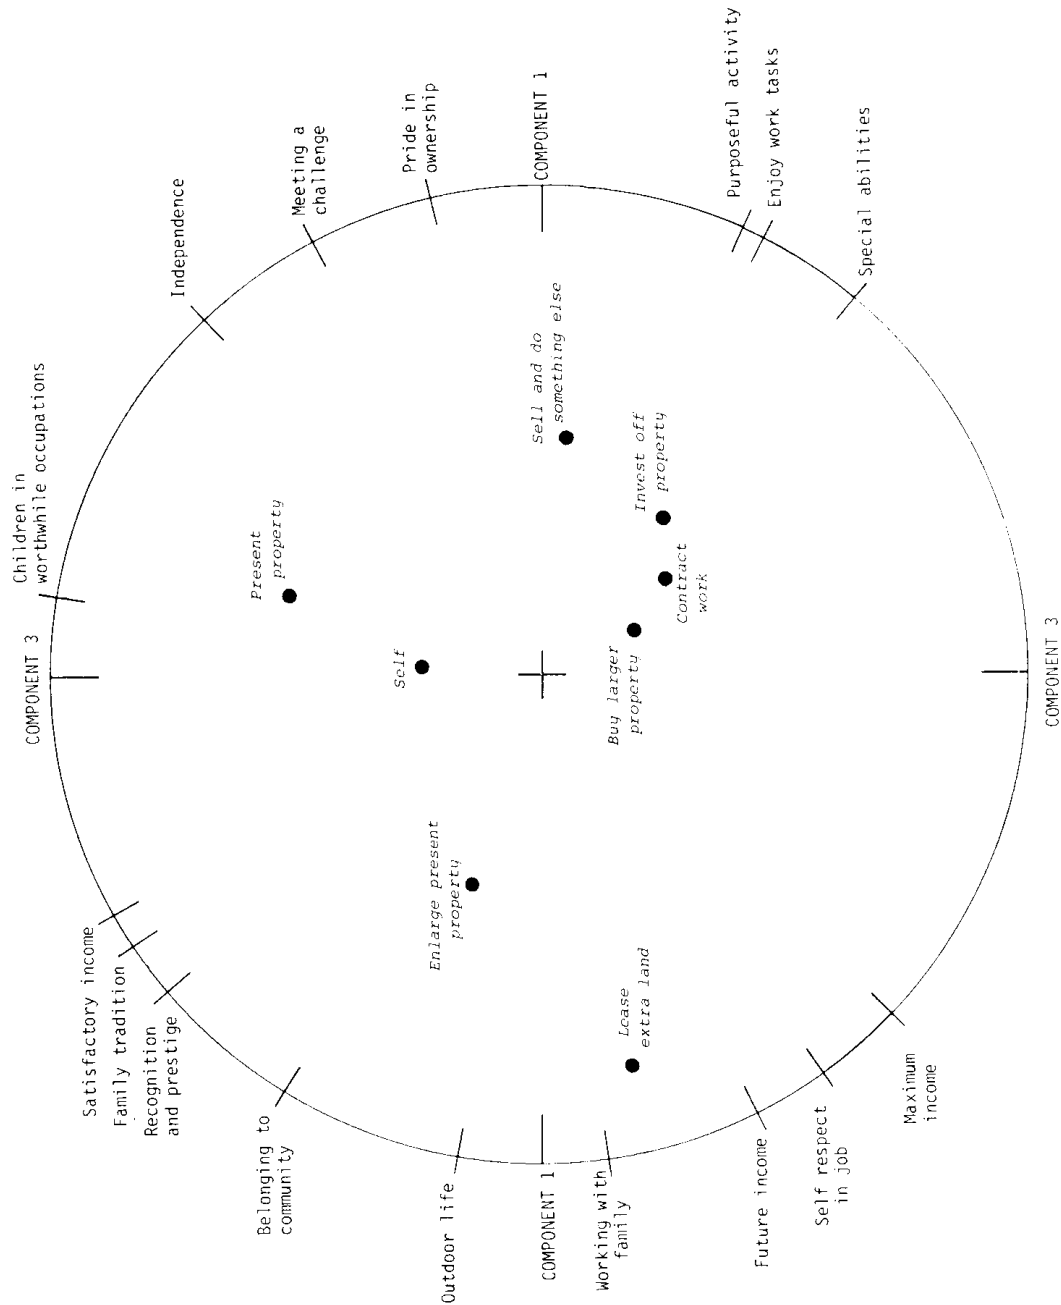 COMPONENT 3
Children in
worthwhile occupations
Independence
Meeting a
challenge
Pride in
ownership
COMPONENT 1
Purposeful activity
Enjoy work tasks
Special abilities
COMPONENT 3
Maximum
income
Self respect
in job
Future income
Working with
family
COMPONENT 1
Outdoor life
Belonging to
community
Recognition
and prestige
Family tradition
Satisfactory income
Present
property
Self
Sell and do
something else
Invest off
property
Contract
work
Buy larger
property
Enlarge present
property
Lease
extra land